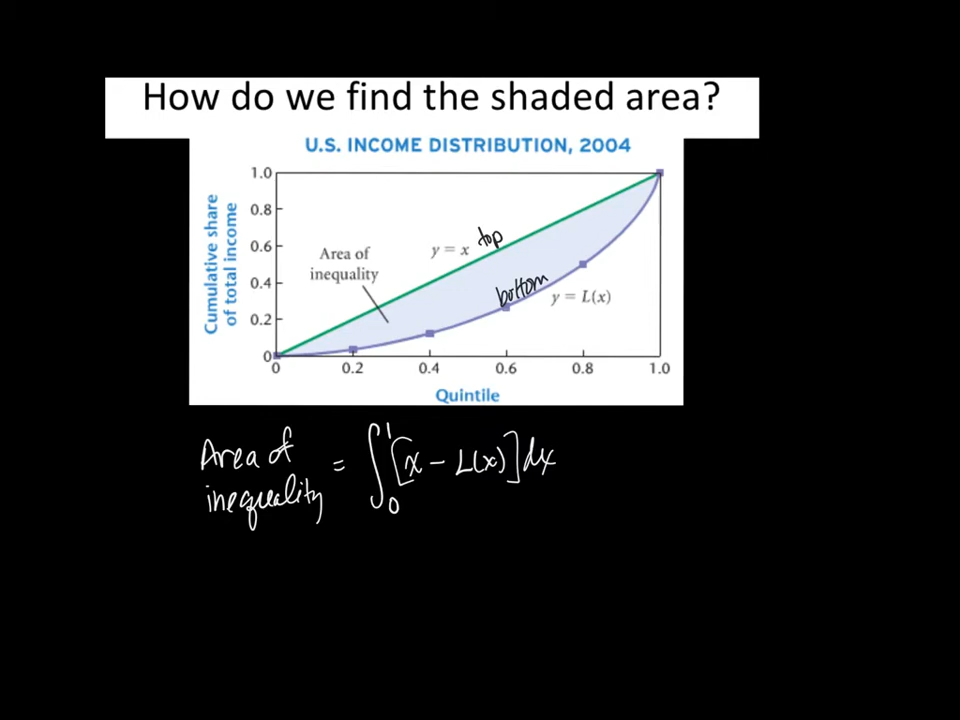 How do we find the shaded area?
U.S. INCOME DISTRIBUTION, 2004
Cumulative share
of total income
1.0
0.8
0.6
0.4
0.2
0
Area of
inequality
y = x
top
bottom
y = L(x)
0 0.2 0.4 0.6 0.8 1.0
Quintile
Area of
inequality = ∫₀¹ [x − L(x)] dx